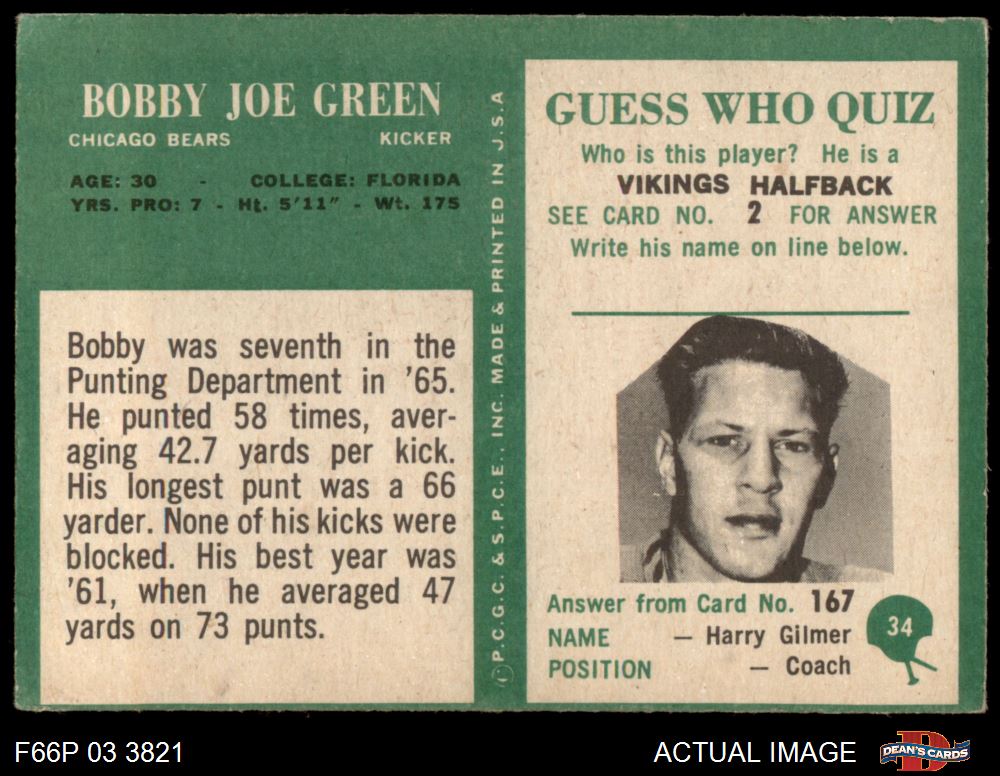 BOBBY JOE GREEN
CHICAGO BEARS KICKER
AGE: 30 - COLLEGE: FLORIDA
YRS. PRO: 7 - Ht. 5'11" - Wt. 175
Bobby was seventh in the
Punting Department in '65.
He punted 58 times, aver-
aging 42.7 yards per kick.
His longest punt was a 66
yarder. None of his kicks were
blocked. His best year was
'61, when he averaged 47
yards on 73 punts.
©P.C.G.C. & S.P.C.E., INC. MADE & PRINTED IN U.S.A
GUESS WHO QUIZ
Who is this player? He is a
VIKINGS HALFBACK
SEE CARD NO. 2 FOR ANSWER
Write his name on line below.
Answer from Card No. 167
NAME — Harry Gilmer
POSITION — Coach
34
F66P 03 3821
ACTUAL IMAGE
D
DEAN'S CARDS